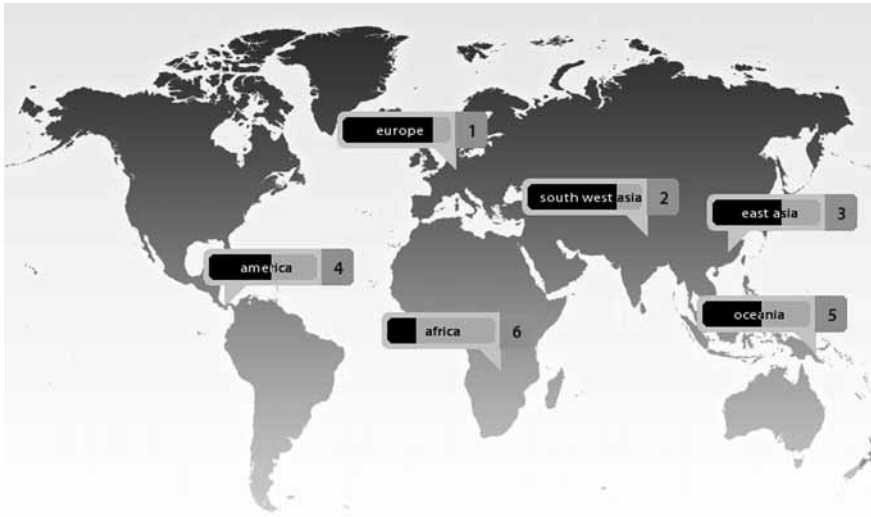 europe 1
south west asia 2
east asia 3
america 4
oceania 5
africa 6